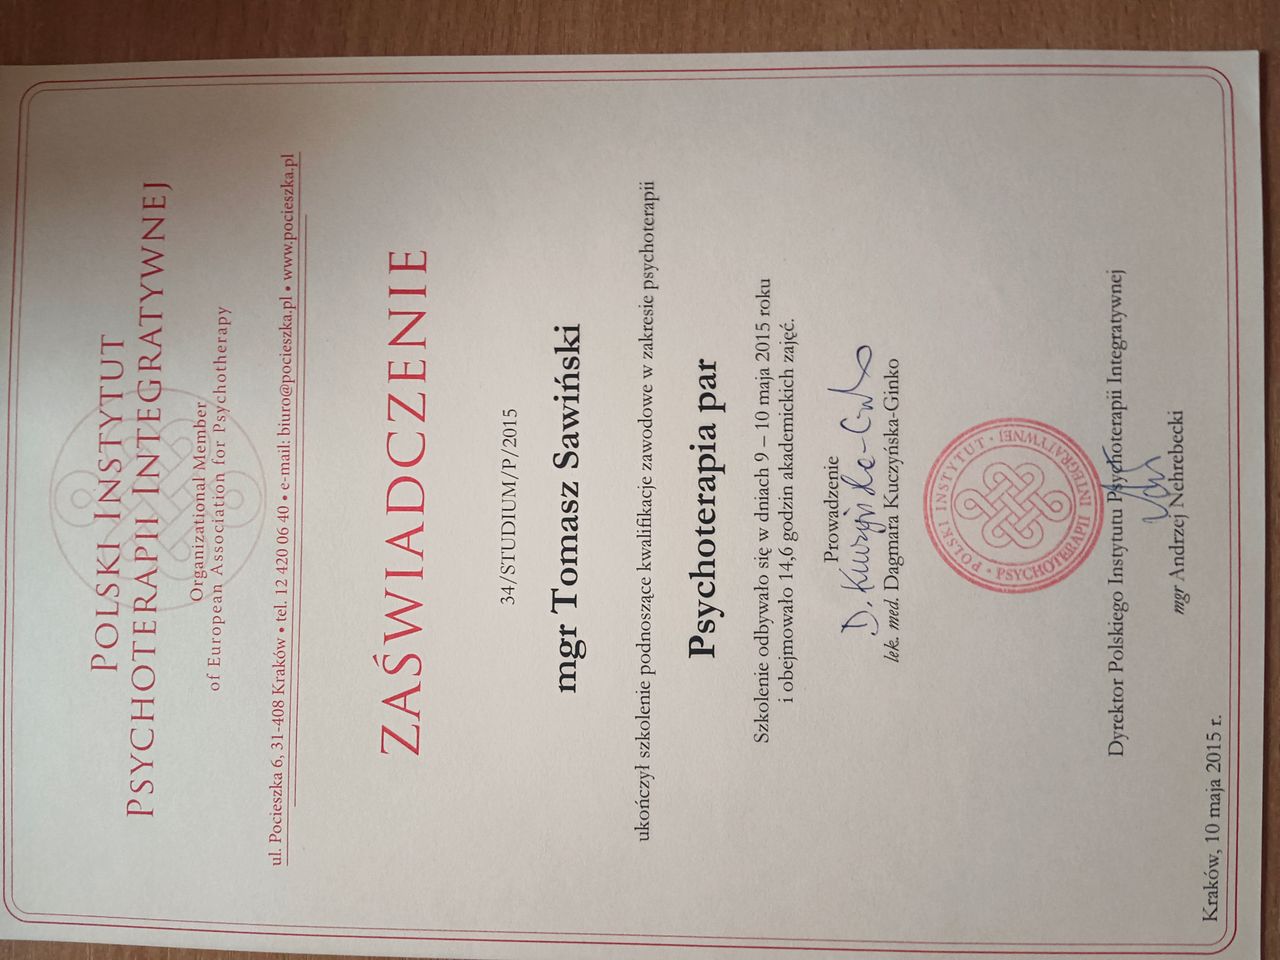 POLSKI INSTYTUT
PSYCHOTERAPII INTEGRATYWNEJ
Organizational Member
of European Association for Psychotherapy
ul. Pocieszka 6, 31-408 Kraków • tel. 12 420 06 40 • e-mail: biuro@pocieszka.pl • www.pocieszka.pl
ZAŚWIADCZENIE
34/STUDIUM/P/2015
mgr Tomasz Sawiński
ukończył szkolenie podnoszące kwalifikacje zawodowe w zakresie psychoterapii
Psychoterapia par
Szkolenie odbywało się w dniach 9 – 10 maja 2015 roku
i obejmowało 14,6 godzin akademickich zajęć.
Prowadzenie
D. Kuczyńska-Ginko
lek. med. Dagmara Kuczyńska-Ginko
POLSKI INSTYTUT • PSYCHOTERAPII INTEGRATYWNEJ •
Dyrektor Polskiego Instytutu Psychoterapii Integratywnej
mgr Andrzej Nehrebecki
Kraków, 10 maja 2015 r.